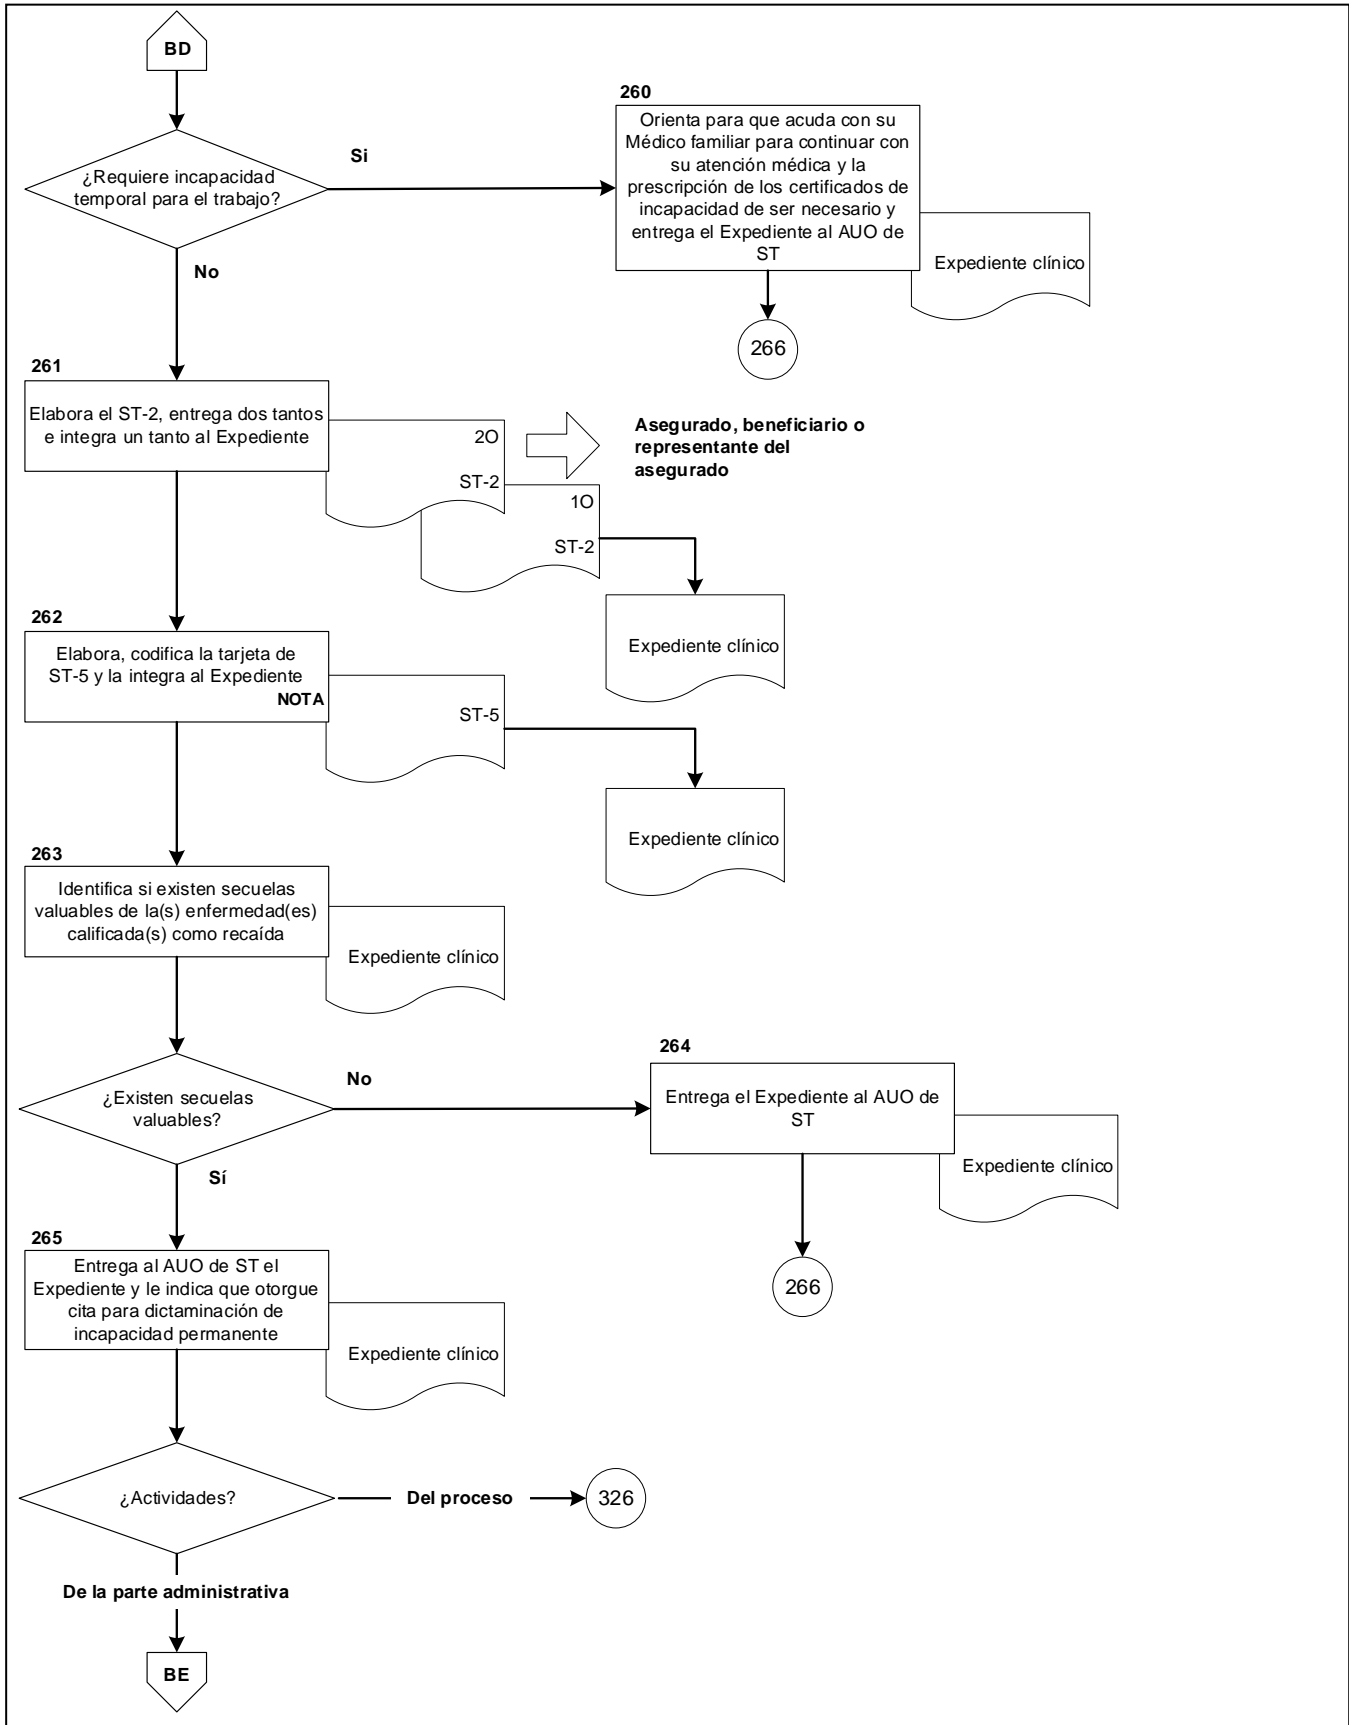 BD
260
Orienta para que acuda con su
Médico familiar para continuar con
su atención médica y la
prescripción de los certificados de
incapacidad de ser necesario y
entrega el Expediente al AUO de
ST
Si
¿Requiere incapacidad
temporal para el trabajo?
Expediente clínico
No
266
261
Elabora el ST-2, entrega dos tantos
e integra un tanto al Expediente
2O
ST-2
Asegurado, beneficiario o
representante del
asegurado
1O
ST-2
Expediente clínico
262
Elabora, codifica la tarjeta de
ST-5 y la integra al Expediente
NOTA
ST-5
Expediente clínico
263
Identifica si existen secuelas
valuables de la(s) enfermedad(es)
calificada(s) como recaída
Expediente clínico
¿Existen secuelas
valuables?
No
264
Entrega el Expediente al AUO de
ST
Expediente clínico
Sí
266
265
Entrega al AUO de ST el
Expediente y le indica que otorgue
cita para dictaminación de
incapacidad permanente
Expediente clínico
¿Actividades?
Del proceso
326
De la parte administrativa
BE